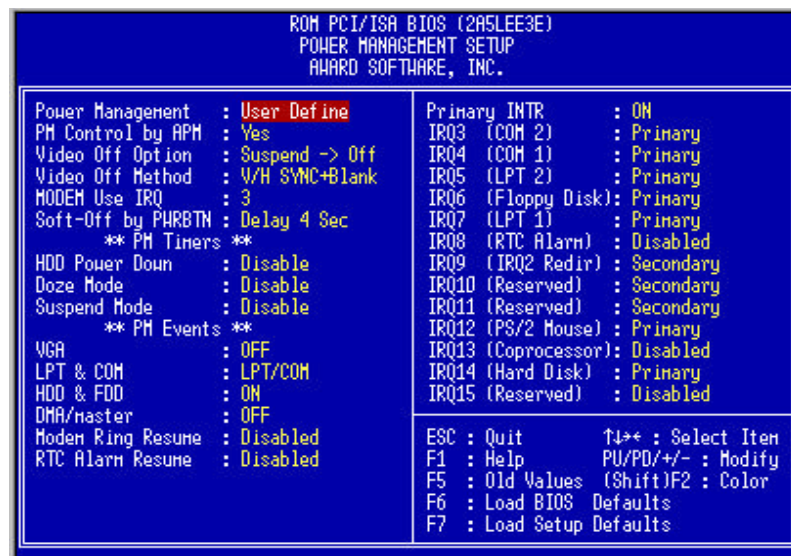 ROM PCI/ISA BIOS (2A5LEE3E)
POWER MANAGEMENT SETUP
AWARD SOFTWARE, INC.
Power Management : User Define
PM Control by APM : Yes
Video Off Option : Suspend -> Off
Video Off Method : V/H SYNC+Blank
MODEM Use IRQ : 3
Soft-Off by PWRBTN : Delay 4 Sec
** PM Timers **
HDD Power Down : Disable
Doze Mode : Disable
Suspend Mode : Disable
** PM Events **
VGA : OFF
LPT & COM : LPT/COM
HDD & FDD : ON
DMA/master : OFF
Modem Ring Resume : Disabled
RTC Alarm Resume : Disabled
Primary INTR : ON
IRQ3 (COM 2) : Primary
IRQ4 (COM 1) : Primary
IRQ5 (LPT 2) : Primary
IRQ6 (Floppy Disk): Primary
IRQ7 (LPT 1) : Primary
IRQ8 (RTC Alarm) : Disabled
IRQ9 (IRQ2 Redir) : Secondary
IRQ10 (Reserved) : Secondary
IRQ11 (Reserved) : Secondary
IRQ12 (PS/2 Mouse) : Primary
IRQ13 (Coprocessor): Disabled
IRQ14 (Hard Disk) : Primary
IRQ15 (Reserved) : Disabled
ESC : Quit ↑↓→← : Select Item
F1 : Help PU/PD/+/- : Modify
F5 : Old Values (Shift)F2 : Color
F6 : Load BIOS Defaults
F7 : Load Setup Defaults